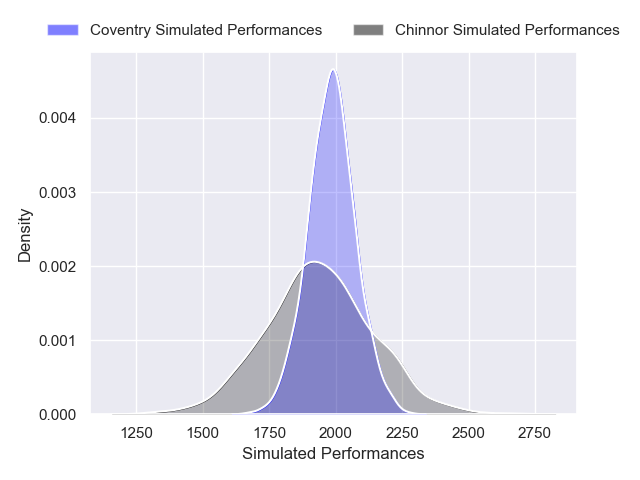 Coventry Simulated Performances Chinnor Simulated Performances
0.004
0.003
0.002
0.001
0.000
Density
1250 1500 1750 2000 2250 2500 2750
Simulated Performances